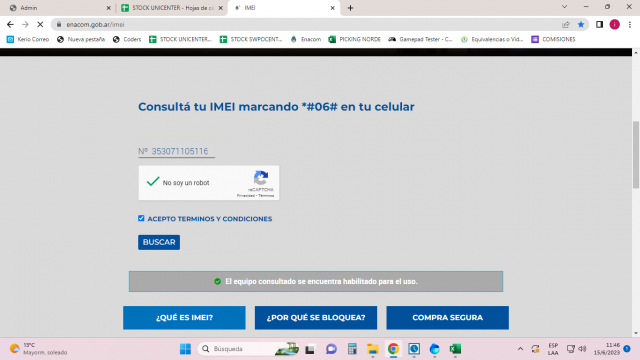 Admin
STOCK UNICENTER - Hojas de cá
IMEI
enacom.gob.ar/imei
Kerio Correo
Nueva pestaña
Coders
STOCK UNICENTER...
STOCK SWPOCENT...
Enacom
PICKING NORDE
Gamepad Tester - C...
Equivalencias o Vid...
COMISIONES
Consultá tu IMEI marcando *#06# en tu celular
Nº 353071105116
No soy un robot
reCAPTCHA
Privacidad - Términos
ACEPTO TERMINOS Y CONDICIONES
BUSCAR
El equipo consultado se encuentra habilitado para el uso.
¿QUÉ ES IMEI?
¿POR QUÉ SE BLOQUEA?
COMPRA SEGURA
13°C
Mayorm. soleado
Búsqueda
ESP
LAA
11:46
15/6/2023